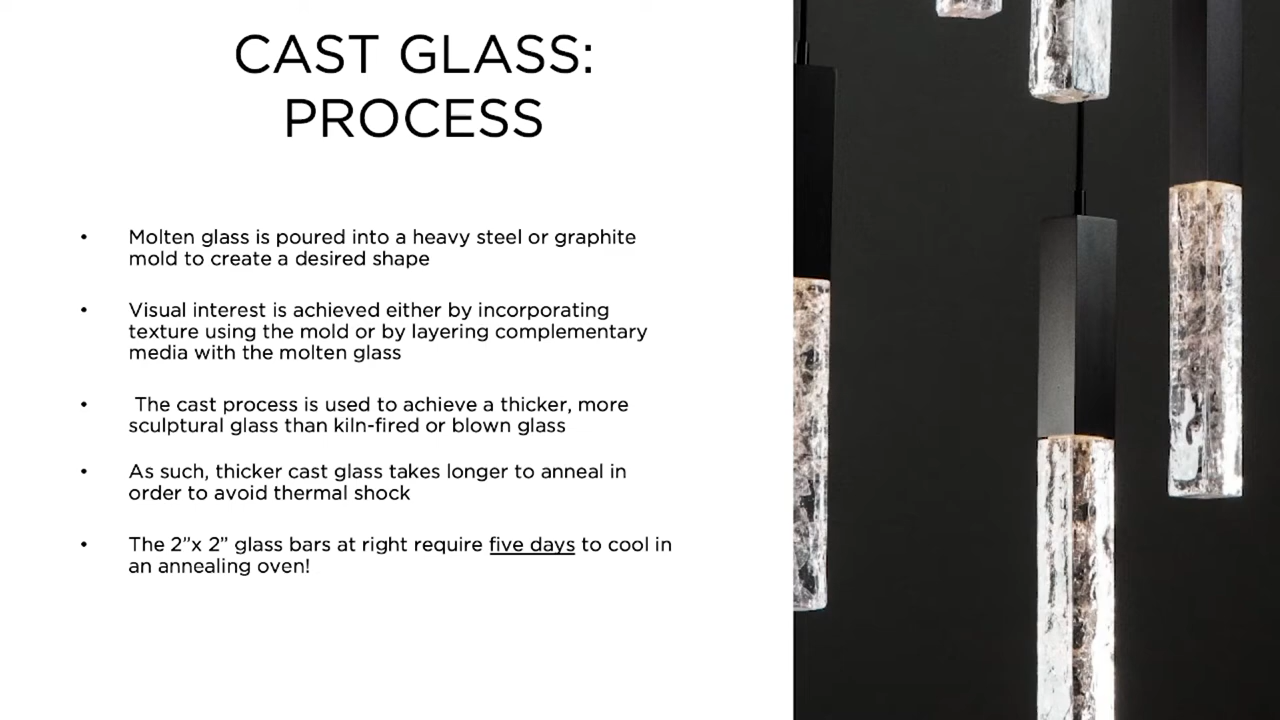 CAST GLASS:
PROCESS
• Molten glass is poured into a heavy steel or graphite
mold to create a desired shape
• Visual interest is achieved either by incorporating
texture using the mold or by layering complementary
media with the molten glass
• The cast process is used to achieve a thicker, more
sculptural glass than kiln-fired or blown glass
• As such, thicker cast glass takes longer to anneal in
order to avoid thermal shock
• The 2”x 2” glass bars at right require five days to cool in
an annealing oven!